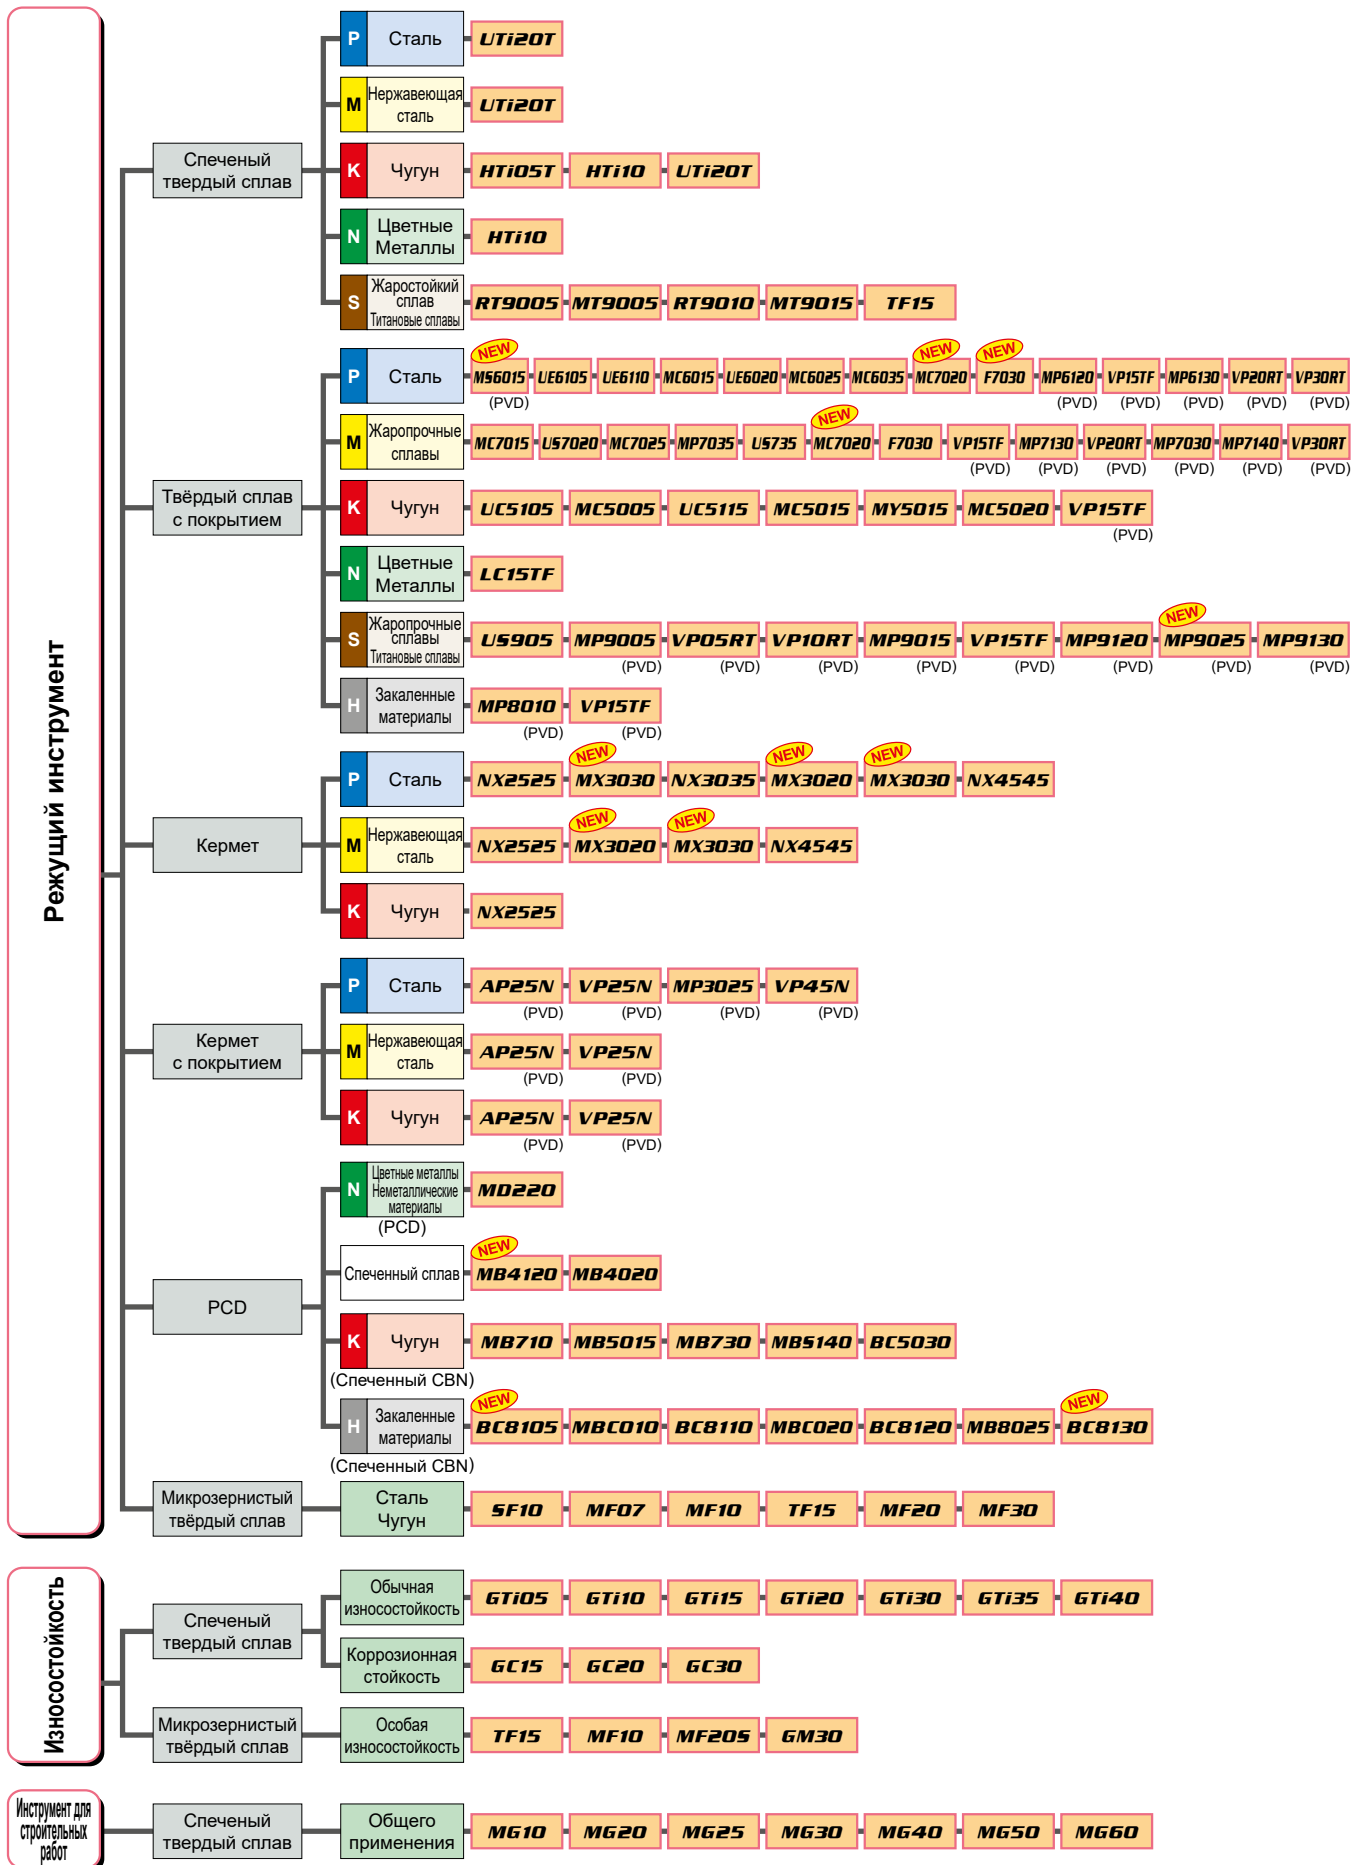 Режущий инструмент
Спеченый
твердый сплав
P Сталь UTi20T
M Нержавеющая
сталь UTi20T
K Чугун HTi05T HTi10 UTi20T
N Цветные
Металлы HTi10
S Жаростойкий
сплав
Титановые сплавы RT9005 MT9005 RT9010 MT9015 TF15
Твёрдый сплав
с покрытием
NEW NEW NEW
P Сталь MS6015 UE6105 UE6110 MC6015 UE6020 MC6025 MC6035 MC7020 F7030 MP6120 VP15TF MP6130 VP20RT VP30RT
(PVD) (PVD) (PVD) (PVD) (PVD) (PVD)
NEW
M Жаропрочные
сплавы MC7015 US7020 MC7025 MP7035 US735 MC7020 F7030 VP15TF MP7130 VP20RT MP7030 MP7140 VP30RT
(PVD) (PVD) (PVD) (PVD) (PVD) (PVD)
K Чугун UC5105 MC5005 UC5115 MC5015 MY5015 MC5020 VP15TF
(PVD)
N Цветные
Металлы LC15TF
NEW
S Жаропрочные
сплавы
Титановые сплавы US905 MP9005 VP05RT VP10RT MP9015 VP15TF MP9120 MP9025 MP9130
(PVD) (PVD) (PVD) (PVD) (PVD) (PVD) (PVD) (PVD)
H Закаленные
материалы MP8010 VP15TF
(PVD) (PVD)
Кермет
NEW NEW NEW
P Сталь NX2525 MX3030 NX3035 MX3020 MX3030 NX4545
NEW NEW
M Нержавеющая
сталь NX2525 MX3020 MX3030 NX4545
K Чугун NX2525
Кермет
с покрытием
P Сталь AP25N VP25N MP3025 VP45N
(PVD) (PVD) (PVD) (PVD)
M Нержавеющая
сталь AP25N VP25N
(PVD) (PVD)
K Чугун AP25N VP25N
(PVD) (PVD)
PCD
N Цветные металлы
Неметаллические
материалы MD220
(PCD)
NEW
Спеченный сплав MB4120 MB4020
K Чугун MB710 MB5015 MB730 MBS140 BC5030
(Спеченный CBN)
NEW NEW
H Закаленные
материалы BC8105 MBC010 BC8110 MBC020 BC8120 MB8025 BC8130
(Спеченный CBN)
Микрозернистый
твёрдый сплав
Сталь
Чугун SF10 MF07 MF10 TF15 MF20 MF30
Износостойкость
Спеченый
твердый сплав
Обычная
износостойкость GTi05 GTi10 GTi15 GTi20 GTi30 GTi35 GTi40
Коррозионная
стойкость GC15 GC20 GC30
Микрозернистый
твёрдый сплав
Особая
износостойкость TF15 MF10 MF20S GM30
Инструмент для
строительных
работ
Спеченый
твердый сплав
Общего
применения MG10 MG20 MG25 MG30 MG40 MG50 MG60